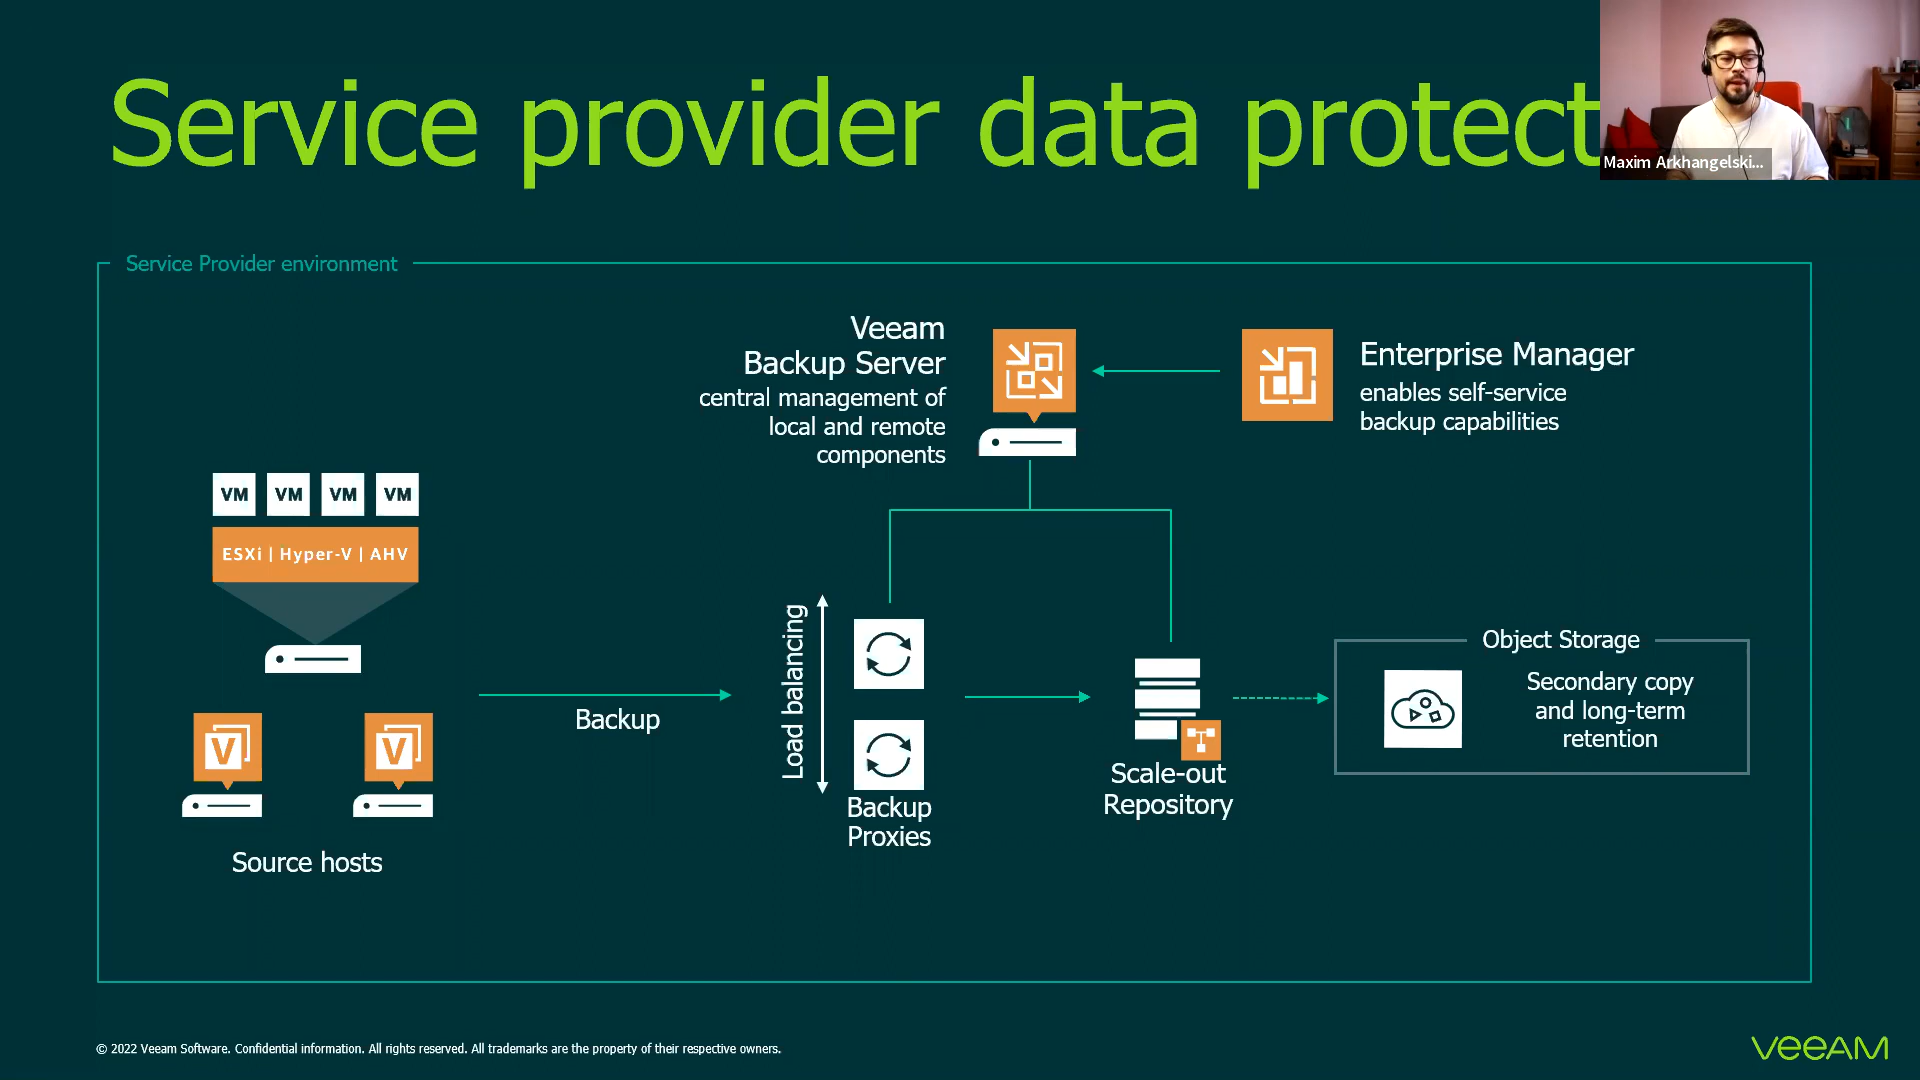 Service provider data protect
Maxim Arkhangelski...
Service Provider environment
Veeam
Backup Server
central management of
local and remote
components
Enterprise Manager
enables self-service
backup capabilities
VM VM VM VM
ESXi | Hyper-V | AHV
V V
Source hosts
Backup
Load balancing
Backup
Proxies
Scale-out
Repository
Object Storage
Secondary copy
and long-term
retention
© 2022 Veeam Software. Confidential information. All rights reserved. All trademarks are the property of their respective owners.
veeAM